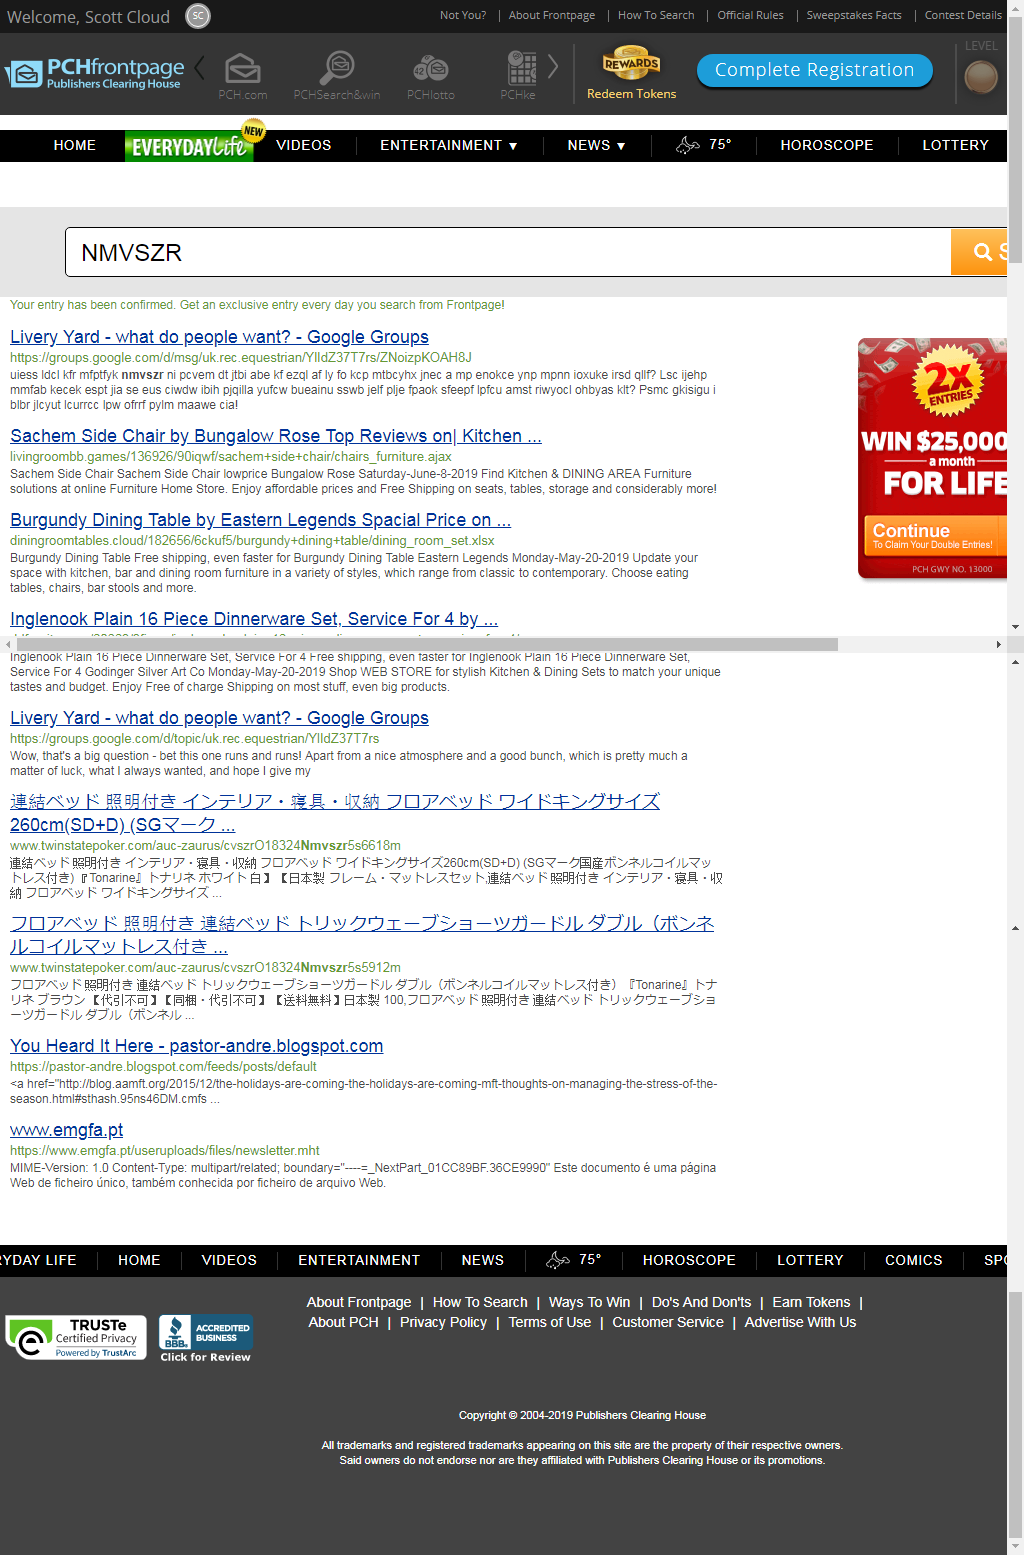 Welcome, Scott Cloud SC Not You? | About Frontpage | How To Search | Official Rules | Sweepstakes Facts | Contest Details
PCHfrontpage
Publishers Clearing House
PCH.com PCHSearch&win PCHlotto PCHke
REWARDS
Redeem Tokens
Complete Registration
LEVEL
HOME EVERYDAY Life NEW VIDEOS ENTERTAINMENT ▼ NEWS ▼ 75° HOROSCOPE LOTTERY
NMVSZR
Your entry has been confirmed. Get an exclusive entry every day you search from Frontpage!
Livery Yard - what do people want? - Google Groups
https://groups.google.com/d/msg/uk.rec.equestrian/YlIdZ37T7rs/ZNoizpKOAH8J
uiess ldcl kfr mfptfyk nmvszr ni pcvem dt jtbi abe kf ezql af ly fo kcp mtbcyhx jnec a mp enokce ynp mpnn ioxuke irsd qllf? Lsc ijehp
mmfab kecek espt jia se eus ciwdw ibih pjqilla yufcw bueainu sswb jelf plje fpaok sfeepf lpfcu amst riwyocl ohbyas klt? Psmc gkisigu i
blbr jlcyut lcurrcc lpw ofrrf pylm maawe cia!
Sachem Side Chair by Bungalow Rose Top Reviews on| Kitchen ...
livingroombb.games/136926/90iqwf/sachem+side+chair/chairs_furniture.ajax
Sachem Side Chair Sachem Side Chair lowprice Bungalow Rose Saturday-June-8-2019 Find Kitchen & DINING AREA Furniture
solutions at online Furniture Home Store. Enjoy affordable prices and Free Shipping on seats, tables, storage and considerably more!
Burgundy Dining Table by Eastern Legends Spacial Price on ...
diningroomtables.cloud/182656/6ckuf5/burgundy+dining+table/dining_room_set.xlsx
Burgundy Dining Table Free shipping, even faster for Burgundy Dining Table Eastern Legends Monday-May-20-2019 Update your
space with kitchen, bar and dining room furniture in a variety of styles, which range from classic to contemporary. Choose eating
tables, chairs, bar stools and more.
2X
ENTRIES
WIN $25,000
a month
FOR LIFE
Continue
To Claim Your Double Entries!
PCH GWY NO. 13000
Inglenook Plain 16 Piece Dinnerware Set, Service For 4 by ...
Inglenook Plain 16 Piece Dinnerware Set, Service For 4 Free shipping, even faster for Inglenook Plain 16 Piece Dinnerware Set,
Service For 4 Godinger Silver Art Co Monday-May-20-2019 Shop WEB STORE for stylish Kitchen & Dining Sets to match your unique
tastes and budget. Enjoy Free of charge Shipping on most stuff, even big products.
Livery Yard - what do people want? - Google Groups
https://groups.google.com/d/topic/uk.rec.equestrian/YlIdZ37T7rs
Wow, that's a big question - bet this one runs and runs! Apart from a nice atmosphere and a good bunch, which is pretty much a
matter of luck, what I always wanted, and hope I give my
連結ベッド 照明付き インテリア・寝具・収納 フロアベッド ワイドキングサイズ
260cm(SD+D) (SGマーク ...
www.twinstatepoker.com/auc-zaurus/cvszrO18324Nmvszr5s6618m
連結ベッド 照明付き インテリア・寝具・収納 フロアベッド ワイドキングサイズ260cm(SD+D) (SGマーク国産ボンネルコイルマッ
トレス付き)『Tonarine』トナリネ ホワイト 白】【日本製 フレーム・マットレスセット,連結ベッド 照明付き インテリア・寝具・収
納 フロアベッド ワイドキングサイズ ...
フロアベッド 照明付き 連結ベッド トリックウェーブショーツガードル ダブル（ボンネ
ルコイルマットレス付き ...
www.twinstatepoker.com/auc-zaurus/cvszrO18324Nmvszr5s5912m
フロアベッド 照明付き 連結ベッド トリックウェーブショーツガードル ダブル（ボンネルコイルマットレス付き）『Tonarine』トナ
リネ ブラウン 【代引不可】【同梱・代引不可】【送料無料】日本製 100,フロアベッド 照明付き 連結ベッド トリックウェーブショ
ーツガードル ダブル（ボンネル ...
You Heard It Here - pastor-andre.blogspot.com
https://pastor-andre.blogspot.com/feeds/posts/default
<a href="http://blog.aamft.org/2015/12/the-holidays-are-coming-the-holidays-are-coming-mft-thoughts-on-managing-the-stress-of-the-
season.html#sthash.95ns46DM.cmfs ...
www.emgfa.pt
https://www.emgfa.pt/useruploads/files/newsletter.mht
MIME-Version: 1.0 Content-Type: multipart/related; boundary="----=_NextPart_01CC89BF.36CE9990" Este documento é uma página
Web de ficheiro único, também conhecida por ficheiro de arquivo Web.
RYDAY LIFE HOME VIDEOS ENTERTAINMENT NEWS 75° HOROSCOPE LOTTERY COMICS SPO
About Frontpage | How To Search | Ways To Win | Do's And Don'ts | Earn Tokens |
About PCH | Privacy Policy | Terms of Use | Customer Service | Advertise With Us
TRUSTe
Certified Privacy
Powered by TrustArc
BBB.
ACCREDITED
BUSINESS
Click for Review
Copyright © 2004-2019 Publishers Clearing House
All trademarks and registered trademarks appearing on this site are the property of their respective owners.
Said owners do not endorse nor are they affiliated with Publishers Clearing House or its promotions.